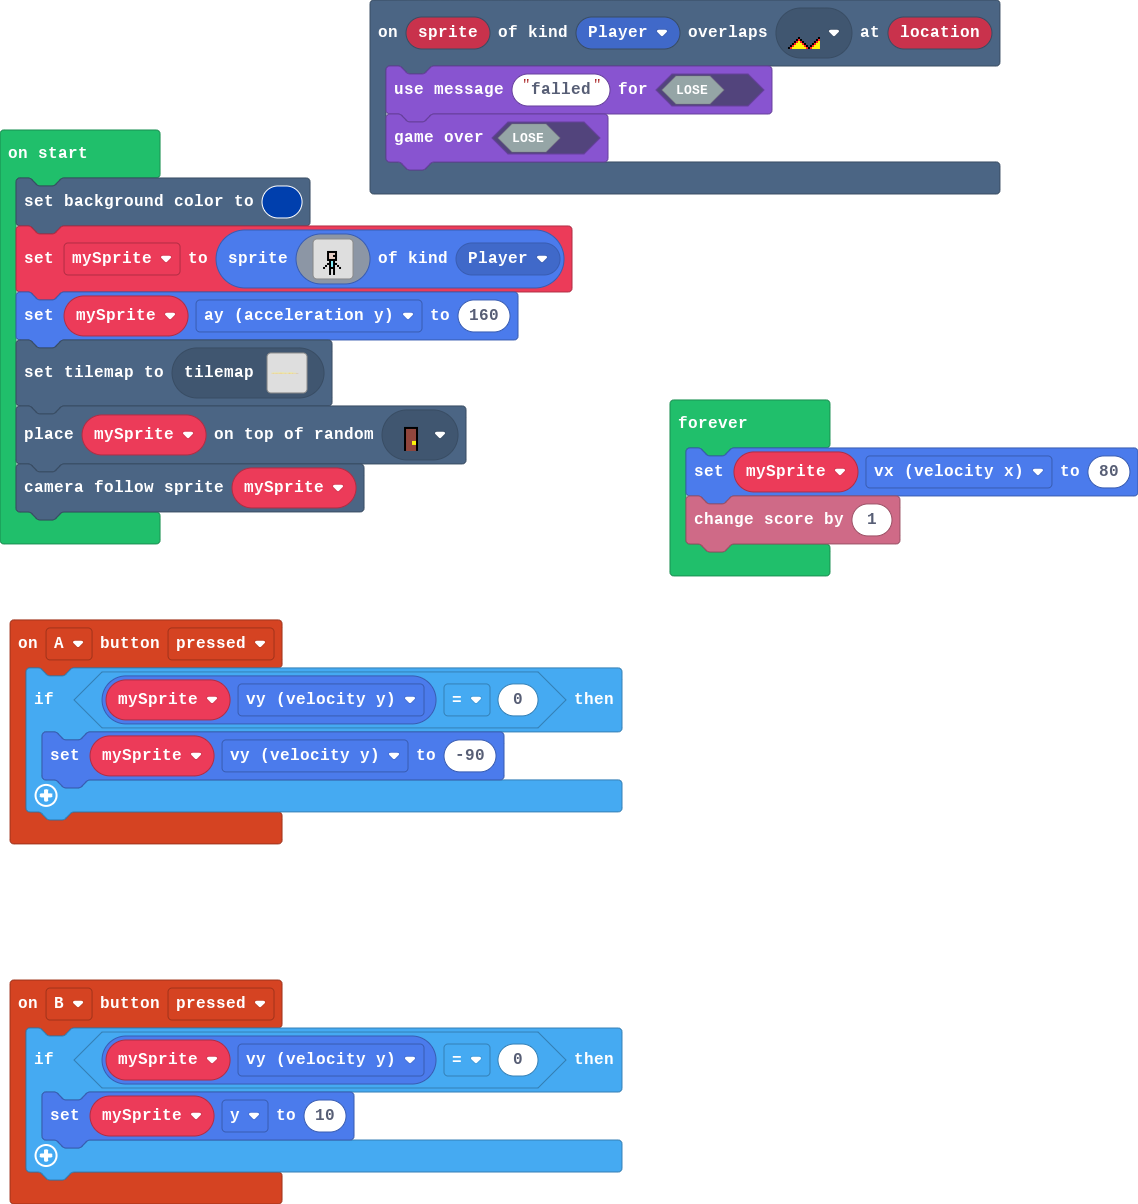 on sprite of kind Player overlaps at location
use message "falled" for LOSE
game over LOSE
on start
set background color to
set mySprite to sprite of kind Player
set mySprite ay (acceleration y) to 160
set tilemap to tilemap
place mySprite on top of random
camera follow sprite mySprite
forever
set mySprite vx (velocity x) to 80
change score by 1
on A button pressed
if mySprite vy (velocity y) = 0 then
set mySprite vy (velocity y) to -90
on B button pressed
if mySprite vy (velocity y) = 0 then
set mySprite y to 10